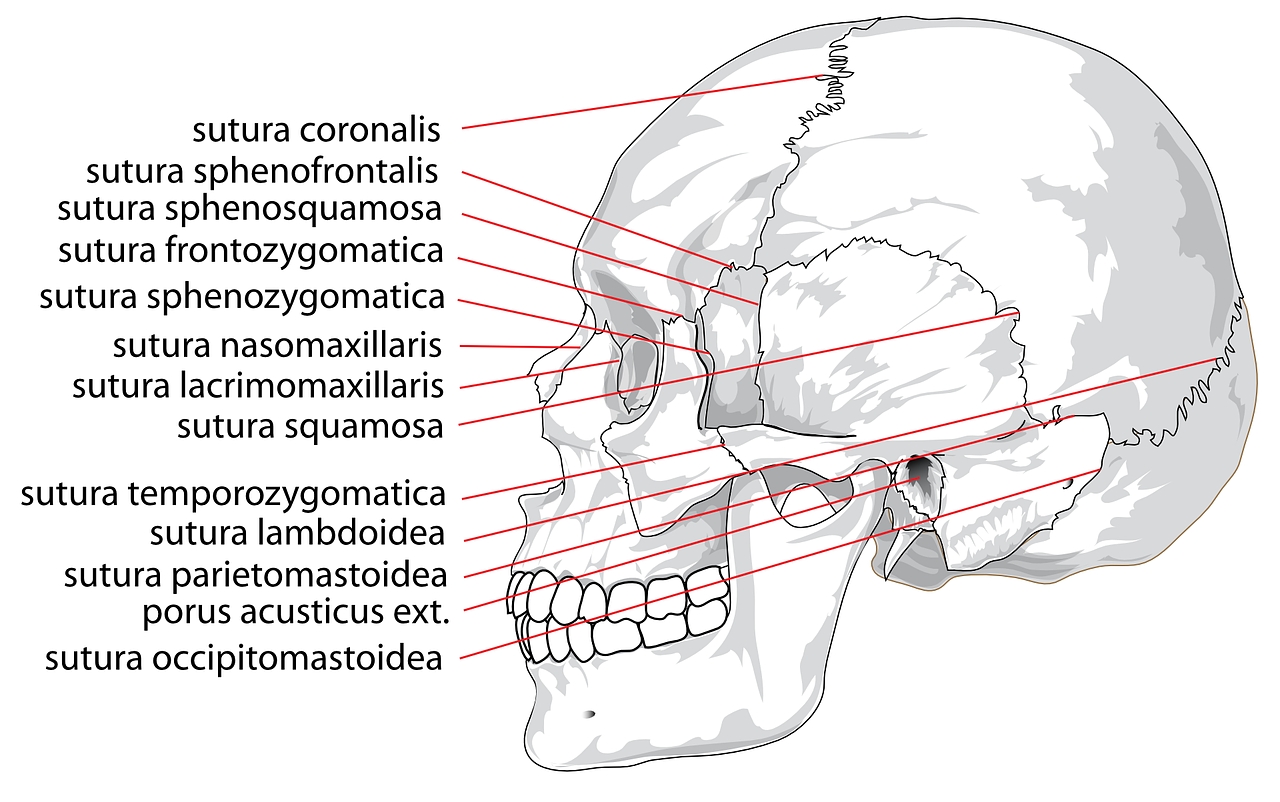 sutura coronalis
sutura sphenofrontalis
sutura sphenosquamosa
sutura frontozygomatica
sutura sphenozygomatica
sutura nasomaxillaris
sutura lacrimomaxillaris
sutura squamosa
sutura temporozygomatica
sutura lambdoidea
sutura parietomastoidea
porus acusticus ext.
sutura occipitomastoidea